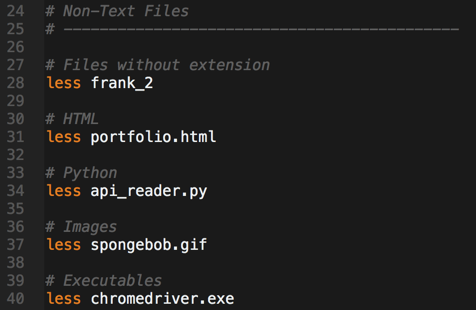 24 # Non-Text Files
25 # --------------------------------------------
26
27 # Files without extension
28 less frank_2
29
30 # HTML
31 less portfolio.html
32
33 # Python
34 less api_reader.py
35
36 # Images
37 less spongebob.gif
38
39 # Executables
40 less chromedriver.exe